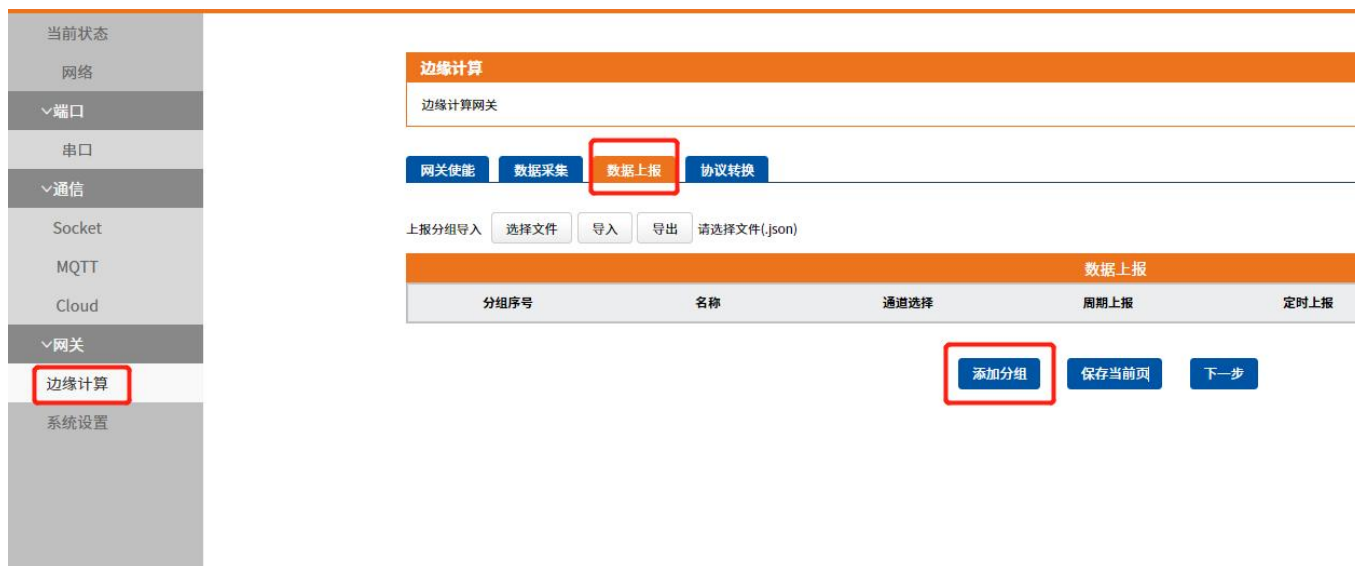 当前状态
网络
端口
串口
通信
Socket
MQTT
Cloud
网关
边缘计算
系统设置
边缘计算
边缘计算网关
网关使能 数据采集 数据上报 协议转换
上报分组导入 选择文件 导入 导出 请选择文件(.json)
数据上报
分组序号 名称 通道选择 周期上报 定时上报
添加分组 保存当前页 下一步